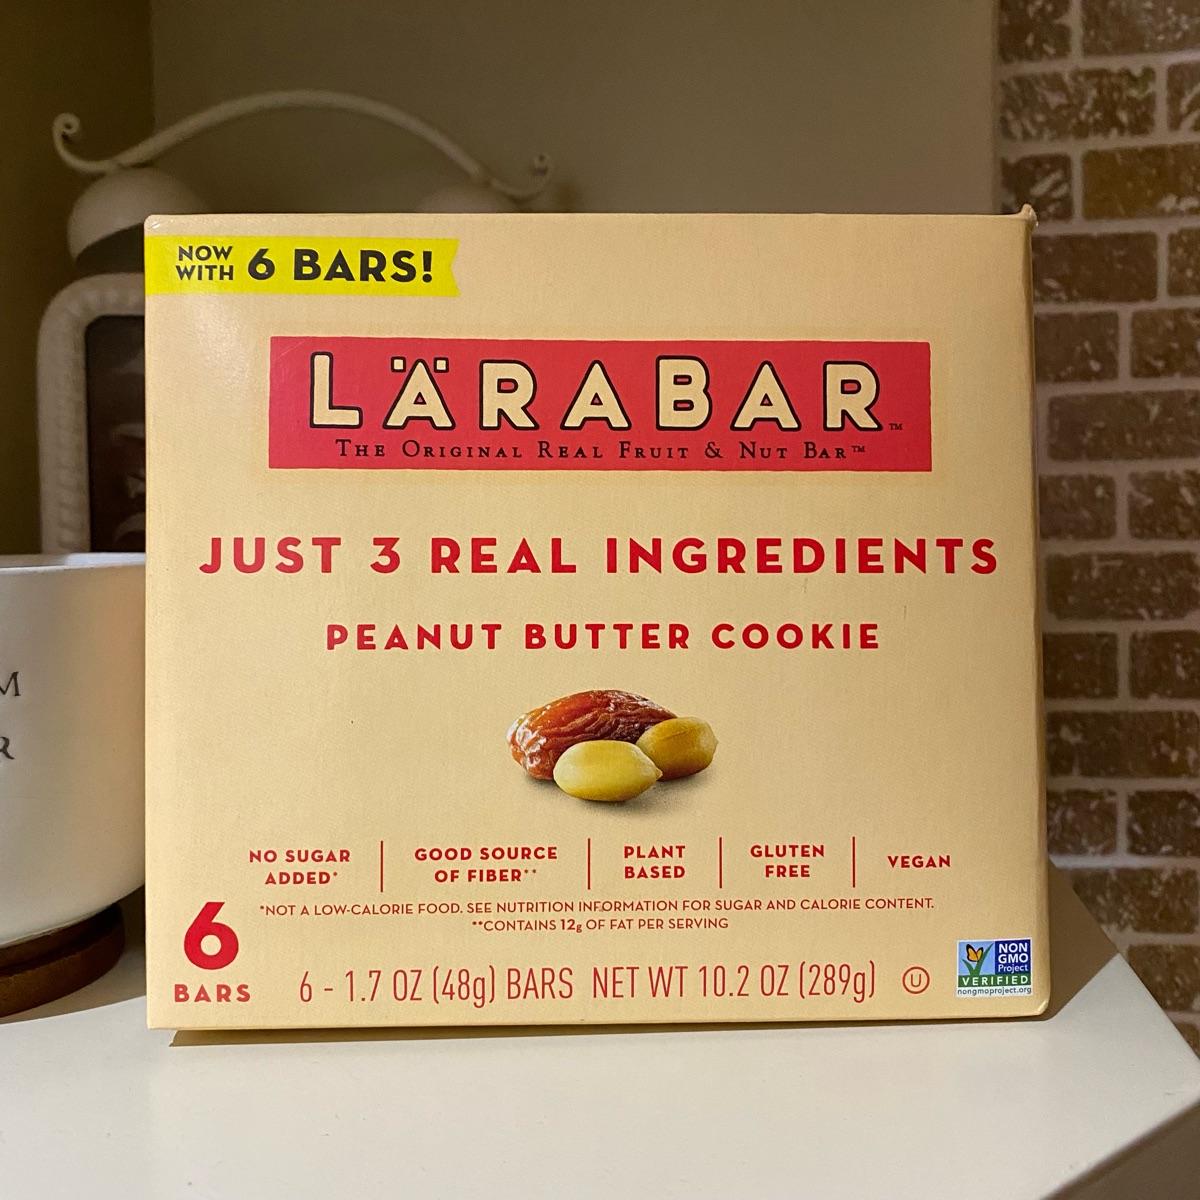 NOW WITH 6 BARS!
LÄRABAR™
THE ORIGINAL REAL FRUIT & NUT BAR™
JUST 3 REAL INGREDIENTS
PEANUT BUTTER COOKIE
NO SUGAR ADDED*
GOOD SOURCE OF FIBER**
PLANT BASED
GLUTEN FREE
VEGAN
*NOT A LOW-CALORIE FOOD. SEE NUTRITION INFORMATION FOR SUGAR AND CALORIE CONTENT.
**CONTAINS 12g OF FAT PER SERVING
6 BARS
6 - 1.7 OZ (48g) BARS NET WT 10.2 OZ (289g)
U
NON GMO Project VERIFIED
nongmoproject.org
M
R